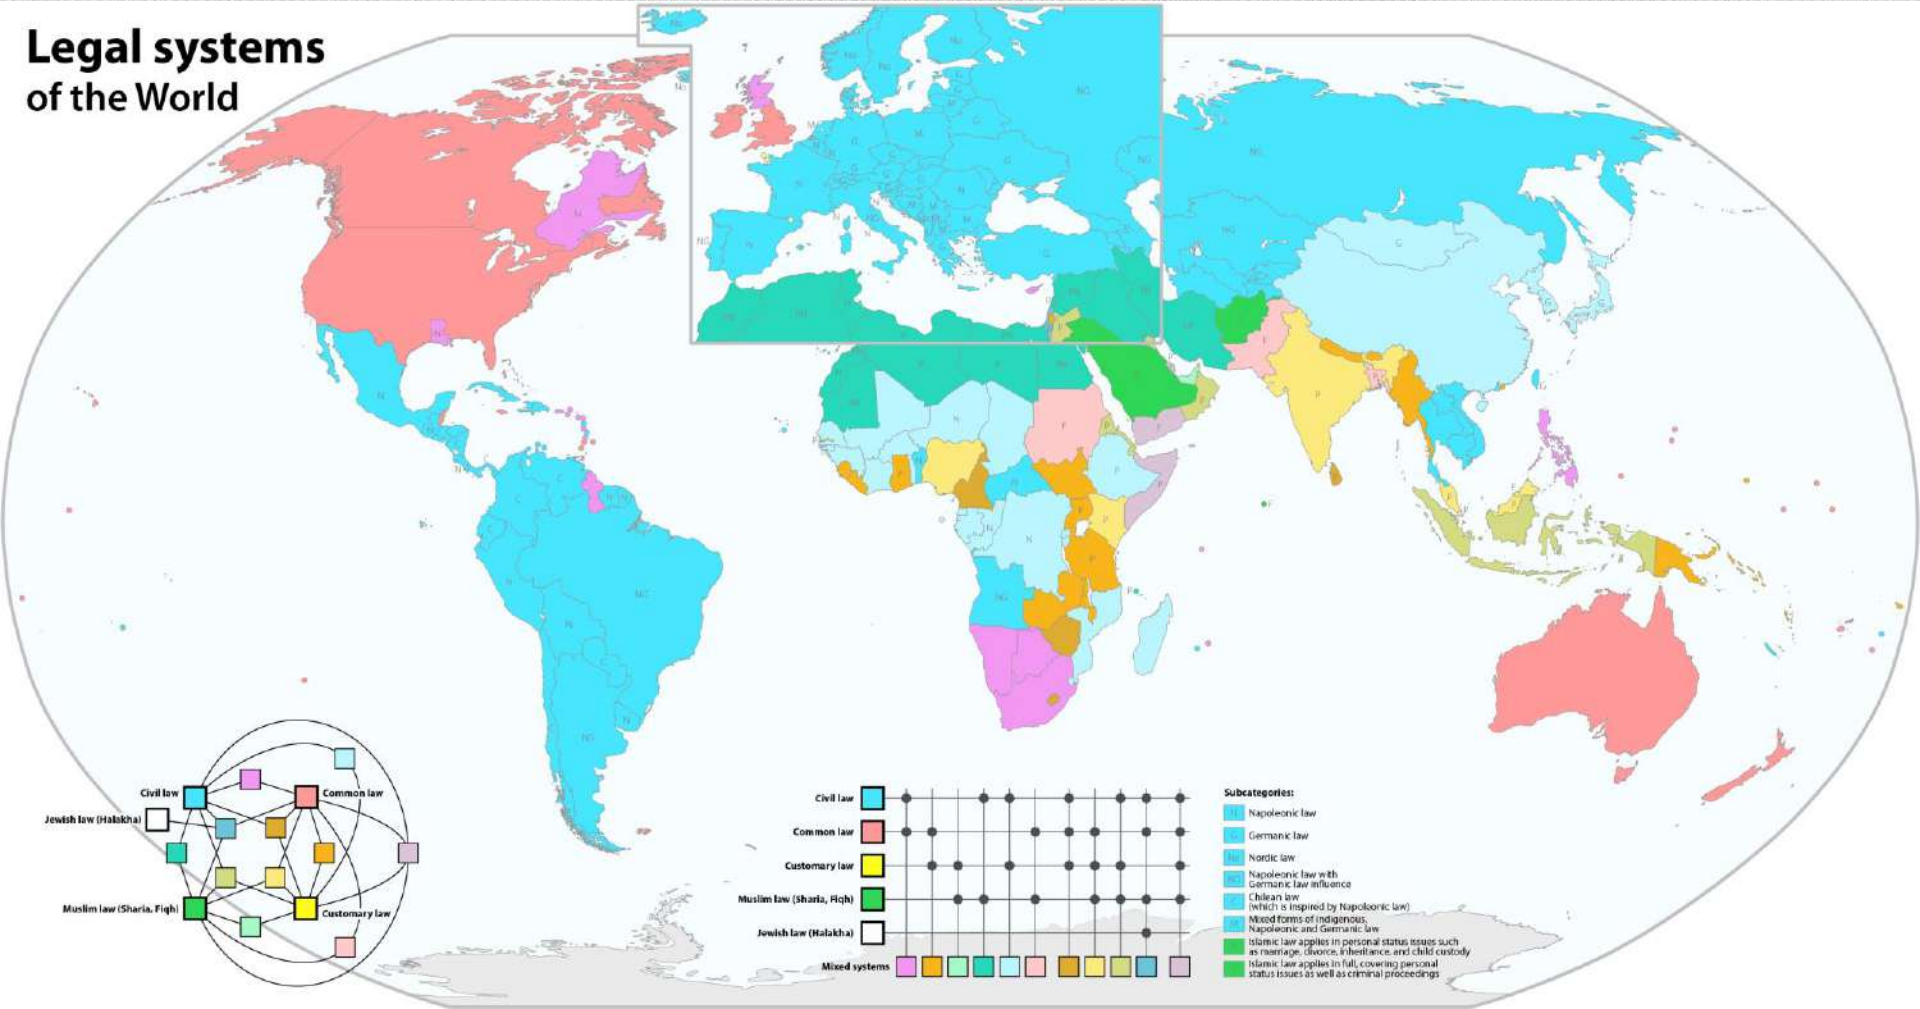 Legal systems
of the World
Civil law
Common law
Jewish law (Halakha)
Muslim law (Sharia, Fiqh)
Customary law
Civil law
Common law
Customary law
Muslim law (Sharia, Fiqh)
Jewish law (Halakha)
Mixed systems
Subcategories:
N Napoleonic law
G Germanic law
No Nordic law
NG Napoleonic law with
Germanic law influence
C Chilean law
(which is inspired by Napoleonic law)
M Mixed forms of indigenous,
Napoleonic and Germanic law
Islamic law applies in personal status issues such
as marriage, divorce, inheritance, and child custody
Islamic law applies in full, covering personal
status issues as well as criminal proceedings